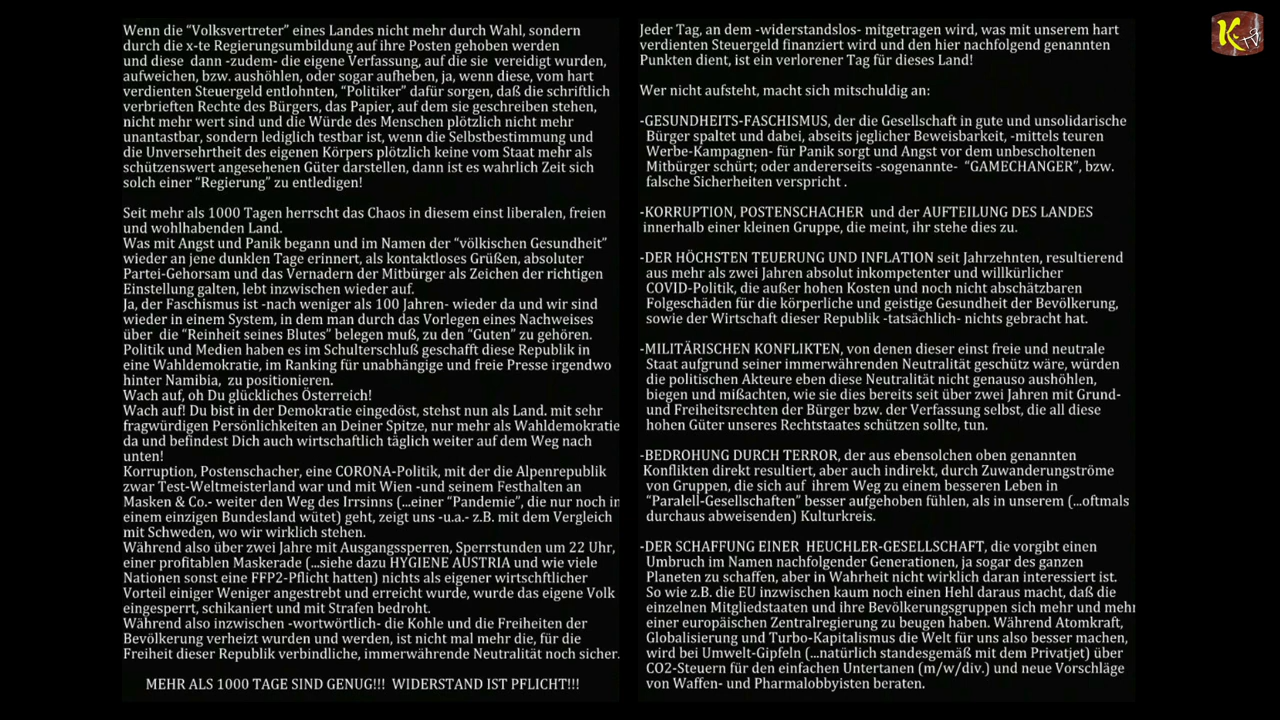 Wenn die “Volksvertreter” eines Landes nicht mehr durch Wahl, sondern
durch die x-te Regierungsumbildung auf ihre Posten gehoben werden
und diese dann -zudem- die eigene Verfassung, auf die sie vereidigt wurden,
aufweichen, bzw. aushöhlen, oder sogar aufheben, ja, wenn diese, vom hart
verdienten Steuergeld entlohnten, “Politiker” dafür sorgen, daß die schriftlich
verbrieften Rechte des Bürgers, das Papier, auf dem sie geschreiben stehen,
nicht mehr wert sind und die Würde des Menschen plötzlich nicht mehr
unantastbar, sondern lediglich testbar ist, wenn die Selbstbestimmung und
die Unversehrtheit des eigenen Körpers plötzlich keine vom Staat mehr als
schützenswert angesehenen Güter darstellen, dann ist es wahrlich Zeit sich
solch einer “Regierung” zu entledigen!
Seit mehr als 1000 Tagen herrscht das Chaos in diesem einst liberalen, freien
und wohlhabenden Land.
Was mit Angst und Panik begann und im Namen der “völkischen Gesundheit”
wieder an jene dunklen Tage erinnert, als kontaktloses Grüßen, absoluter
Partei-Gehorsam und das Vernadern der Mitbürger als Zeichen der richtigen
Einstellung galten, lebt inzwischen wieder auf.
Ja, der Faschismus ist -nach weniger als 100 Jahren- wieder da und wir sind
wieder in einem System, in dem man durch das Vorlegen eines Nachweises
über die “Reinheit seines Blutes” belegen muß, zu den “Guten” zu gehören.
Politik und Medien haben es im Schulterschluß geschafft diese Republik in
eine Wahldemokratie, im Ranking für unabhängige und freie Presse irgendwo
hinter Namibia, zu positionieren.
Wach auf, oh Du glückliches Österreich!
Wach auf! Du bist in der Demokratie eingedöst, stehst nun als Land. mit sehr
fragwürdigen Persönlichkeiten an Deiner Spitze, nur mehr als Wahldemokratie
da und befindest Dich auch wirtschaftlich täglich weiter auf dem Weg nach
unten!
Korruption, Postenschacher, eine CORONA-Politik, mit der die Alpenrepublik
zwar Test-Weltmeisterland war und mit Wien -und seinem Festhalten an
Masken & Co.- weiter den Weg des Irrsinns (...einer “Pandemie”, die nur noch in
einem einzigen Bundesland wütet) geht, zeigt uns -u.a.- z.B. mit dem Vergleich
mit Schweden, wo wir wirklich stehen.
Während also über zwei Jahre mit Ausgangssperren, Sperrstunden um 22 Uhr,
einer profitablen Maskerade (...siehe dazu HYGIENE AUSTRIA und wie viele
Nationen sonst eine FFP2-Pflicht hatten) nichts als eigener wirtschftlicher
Vorteil einiger Weniger angestrebt und erreicht wurde, wurde das eigene Volk
eingesperrt, schikaniert und mit Strafen bedroht.
Während also inzwischen -wortwörtlich- die Kohle und die Freiheiten der
Bevölkerung verheizt wurden und werden, ist nicht mal mehr die, für die
Freiheit dieser Republik verbindliche, immerwährende Neutralität noch sicher.
MEHR ALS 1000 TAGE SIND GENUG!!! WIDERSTAND IST PFLICHT!!!
Jeder Tag, an dem -widerstandslos- mitgetragen wird, was mit unserem hart
verdienten Steuergeld finanziert wird und den hier nachfolgend genannten
Punkten dient, ist ein verlorener Tag für dieses Land!
Wer nicht aufsteht, macht sich mitschuldig an:
-GESUNDHEITS-FASCHISMUS, der die Gesellschaft in gute und unsolidarische
Bürger spaltet und dabei, abseits jeglicher Beweisbarkeit, -mittels teuren
Werbe-Kampagnen- für Panik sorgt und Angst vor dem unbescholtenen
Mitbürger schürt; oder andererseits -sogenannte- “GAMECHANGER”, bzw.
falsche Sicherheiten verspricht .
-KORRUPTION, POSTENSCHACHER und der AUFTEILUNG DES LANDES
innerhalb einer kleinen Gruppe, die meint, ihr stehe dies zu.
-DER HÖCHSTEN TEUERUNG UND INFLATION seit Jahrzehnten, resultierend
aus mehr als zwei Jahren absolut inkompetenter und willkürlicher
COVID-Politik, die außer hohen Kosten und noch nicht abschätzbaren
Folgeschäden für die körperliche und geistige Gesundheit der Bevölkerung,
sowie der Wirtschaft dieser Republik -tatsächlich- nichts gebracht hat.
-MILITÄRISCHEN KONFLIKTEN, von denen dieser einst freie und neutrale
Staat aufgrund seiner immerwährenden Neutralität geschütz wäre, würden
die politischen Akteure eben diese Neutralität nicht genauso aushöhlen,
biegen und mißachten, wie sie dies bereits seit über zwei Jahren mit Grund-
und Freiheitsrechten der Bürger bzw. der Verfassung selbst, die all diese
hohen Güter unseres Rechtstaates schützen sollte, tun.
-BEDROHUNG DURCH TERROR, der aus ebensolchen oben genannten
Konflikten direkt resultiert, aber auch indirekt, durch Zuwanderungströme
von Gruppen, die sich auf ihrem Weg zu einem besseren Leben in
“Paralell-Gesellschaften” besser aufgehoben fühlen, als in unserem (...oftmals
durchaus abweisenden) Kulturkreis.
-DER SCHAFFUNG EINER HEUCHLER-GESELLSCHAFT, die vorgibt einen
Umbruch im Namen nachfolgender Generationen, ja sogar des ganzen
Planeten zu schaffen, aber in Wahrheit nicht wirklich daran interessiert ist.
So wie z.B. die EU inzwischen kaum noch einen Hehl daraus macht, daß die
einzelnen Mitgliedstaaten und ihre Bevölkerungsgruppen sich mehr und mehr
einer europäischen Zentralregierung zu beugen haben. Während Atomkraft,
Globalisierung und Turbo-Kapitalismus die Welt für uns also besser machen,
wird bei Umwelt-Gipfeln (...natürlich standesgemäß mit dem Privatjet) über
CO2-Steuern für den einfachen Untertanen (m/w/div.) und neue Vorschläge
von Waffen- und Pharmalobbyisten beraten.